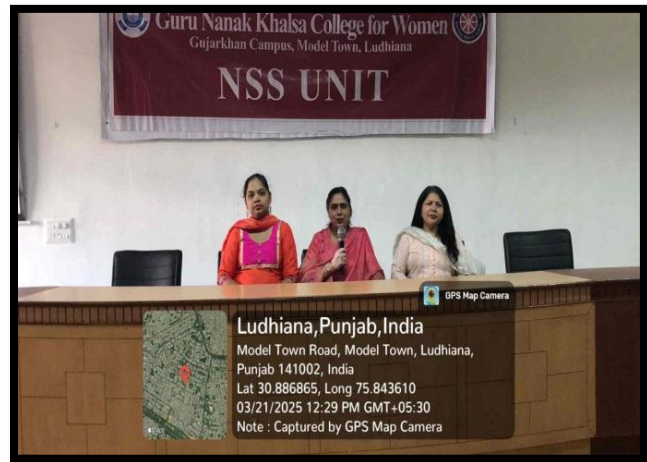 Guru Nanak Khalsa College for Women
Gujarkhan Campus, Model Town, Ludhiana
NSS UNIT
GPS Map Camera
Ludhiana,Punjab,India
Model Town Road, Model Town, Ludhiana,
Punjab 141002, India
Lat 30.886865, Long 75.843610
03/21/2025 12:29 PM GMT+05:30
Note : Captured by GPS Map Camera